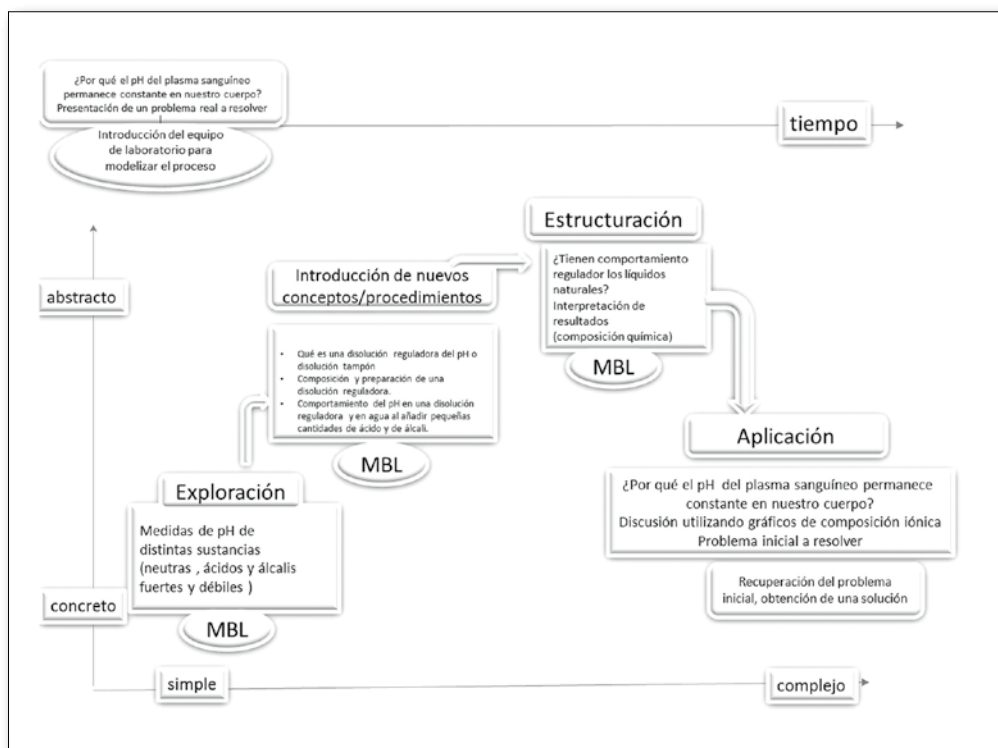 ¿Por qué el pH del plasma sanguíneo
permanece constante en nuestro cuerpo?
Presentación de un problema real a resolver
Introducción del equipo
de laboratorio para
modelizar el proceso
tiempo
Estructuración
¿Tienen comportamiento
regulador los líquidos
naturales?
Interpretación de
resultados
(composición química)
MBL
Introducción de nuevos
conceptos/procedimientos
abstracto
• Qué es una disolución reguladora del pH o
disolución tampón
• Composición y preparación de una
disolución reguladora.
• Comportamiento del pH en una disolución
reguladora y en agua al añadir pequeñas
cantidades de ácido y de álcali.
MBL
Aplicación
¿Por qué el pH del plasma sanguíneo permanece
constante en nuestro cuerpo?
Discusión utilizando gráficos de composición iónica
Problema inicial a resolver
Recuperación del problema
inicial, obtención de una solución
Exploración
Medidas de pH de
distintas sustancias
(neutras , ácidos y álcalis
fuertes y débiles )
MBL
concreto
simple
complejo